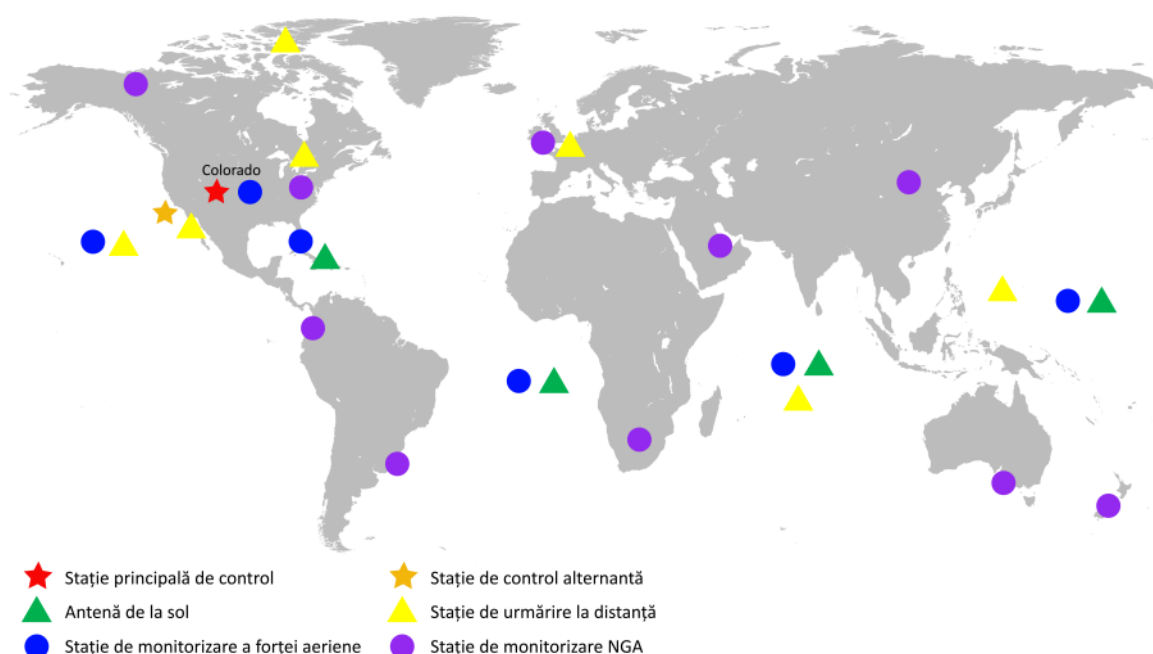 Colorado
Stație principală de control
Stație de control alternantă
Antenă de la sol
Stație de urmărire la distanță
Stație de monitorizare a forței aeriene
Stație de monitorizare NGA